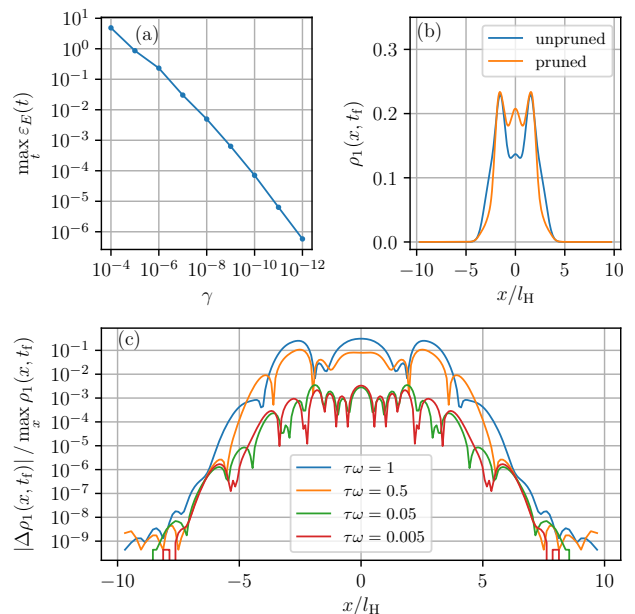 (a)
10^1
10^0
10^-1
10^-2
10^-3
10^-4
10^-5
10^-6
max_t ε_E(t)
10^-4 10^-6 10^-8 10^-10 10^-12
γ
(b)
unpruned
pruned
0.3
0.2
0.1
0.0
ρ_1(x, t_f)
−10 −5 0 5 10
x/l_H
(c)
10^-1
10^-2
10^-3
10^-4
10^-5
10^-6
10^-7
10^-8
10^-9
|Δρ_1(x, t_f)| / max_x ρ_1(x, t_f)
τω = 1
τω = 0.5
τω = 0.05
τω = 0.005
−10 −5 0 5 10
x/l_H